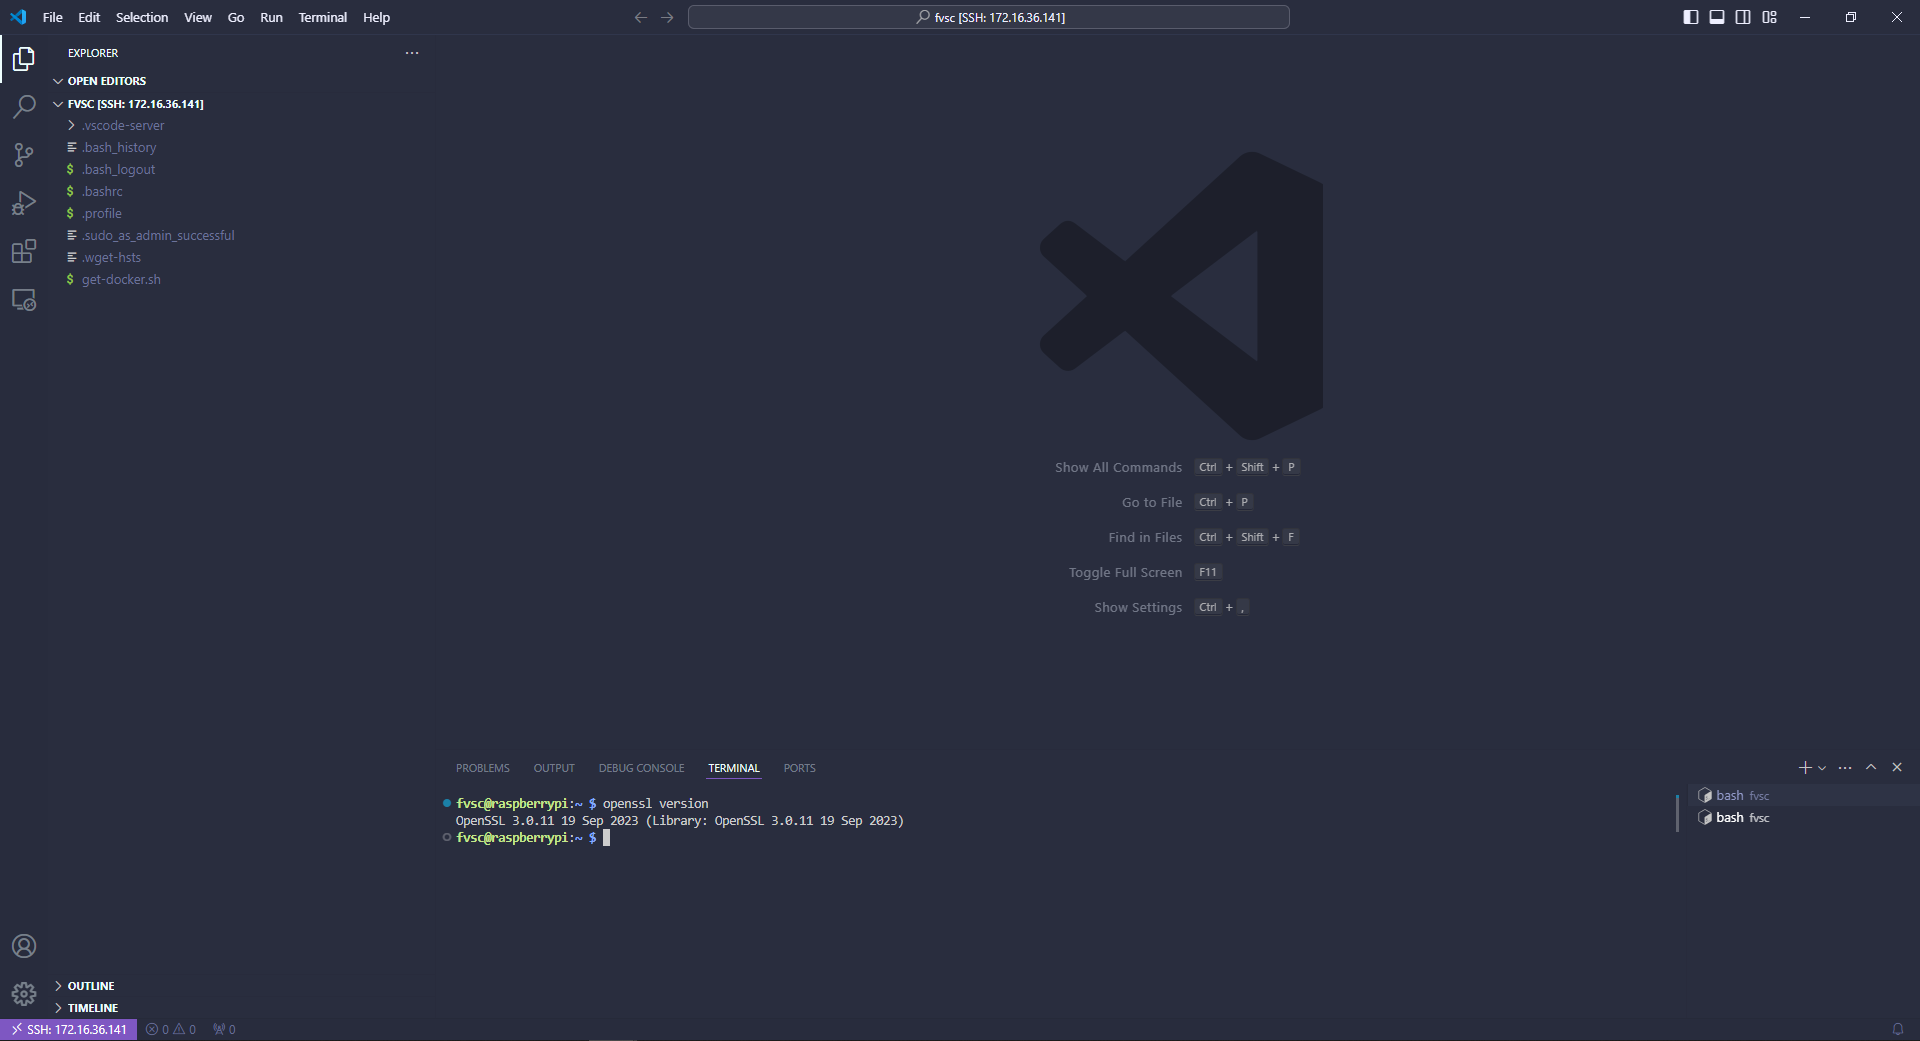 File Edit Selection View Go Run Terminal Help
fvsc [SSH: 172.16.36.141]
EXPLORER
OPEN EDITORS
FVSC [SSH: 172.16.36.141]
.vscode-server
.bash_history
$ .bash_logout
$ .bashrc
$ .profile
.sudo_as_admin_successful
.wget-hsts
$ get-docker.sh
Show All Commands Ctrl + Shift + P
Go to File Ctrl + P
Find in Files Ctrl + Shift + F
Toggle Full Screen F11
Show Settings Ctrl + ,
PROBLEMS OUTPUT DEBUG CONSOLE TERMINAL PORTS
fvsc@raspberrypi:~ $ openssl version
OpenSSL 3.0.11 19 Sep 2023 (Library: OpenSSL 3.0.11 19 Sep 2023)
fvsc@raspberrypi:~ $
bash fvsc
bash fvsc
OUTLINE
TIMELINE
SSH: 172.16.36.141 0 0 0